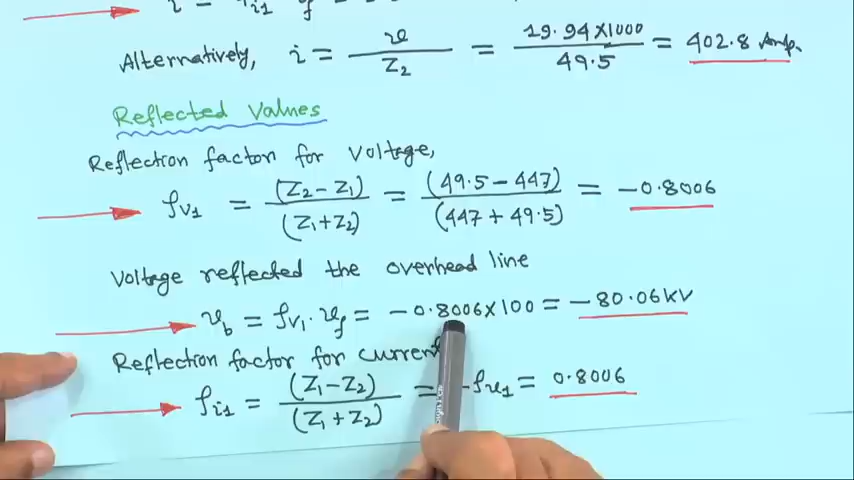 Alternatively, i = v / Z2 = 19.94×1000 / 49.5 = 402.8 Amp.
Reflected Values
Reflection factor for Voltage,
ρv1 = (Z2 − Z1) / (Z1+Z2) = (49.5 − 447) / (447 + 49.5) = −0.8006
Voltage reflected the overhead line
vb = ρv1 . vf = −0.8006×100 = −80.06kV
Reflection factor for current
ρi1 = (Z1 − Z2) / (Z1 + Z2) = −ρv1 = 0.8006